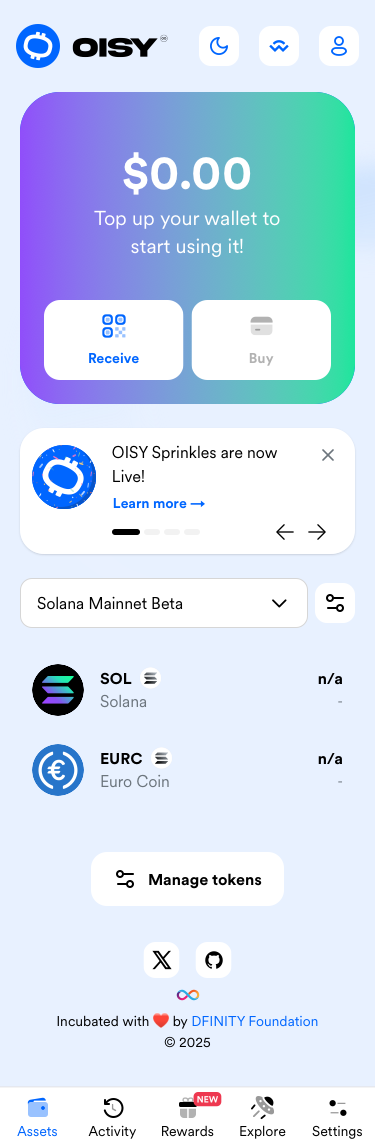 OISY
$0.00
Top up your wallet to
start using it!
Receive
Buy
OISY Sprinkles are now
Live!
Learn more →
Solana Mainnet Beta
SOL
n/a
Solana
-
EURC
n/a
Euro Coin
-
Manage tokens
Incubated with ❤️ by DFINITY Foundation
© 2025
NEW
Assets
Activity
Rewards
Explore
Settings